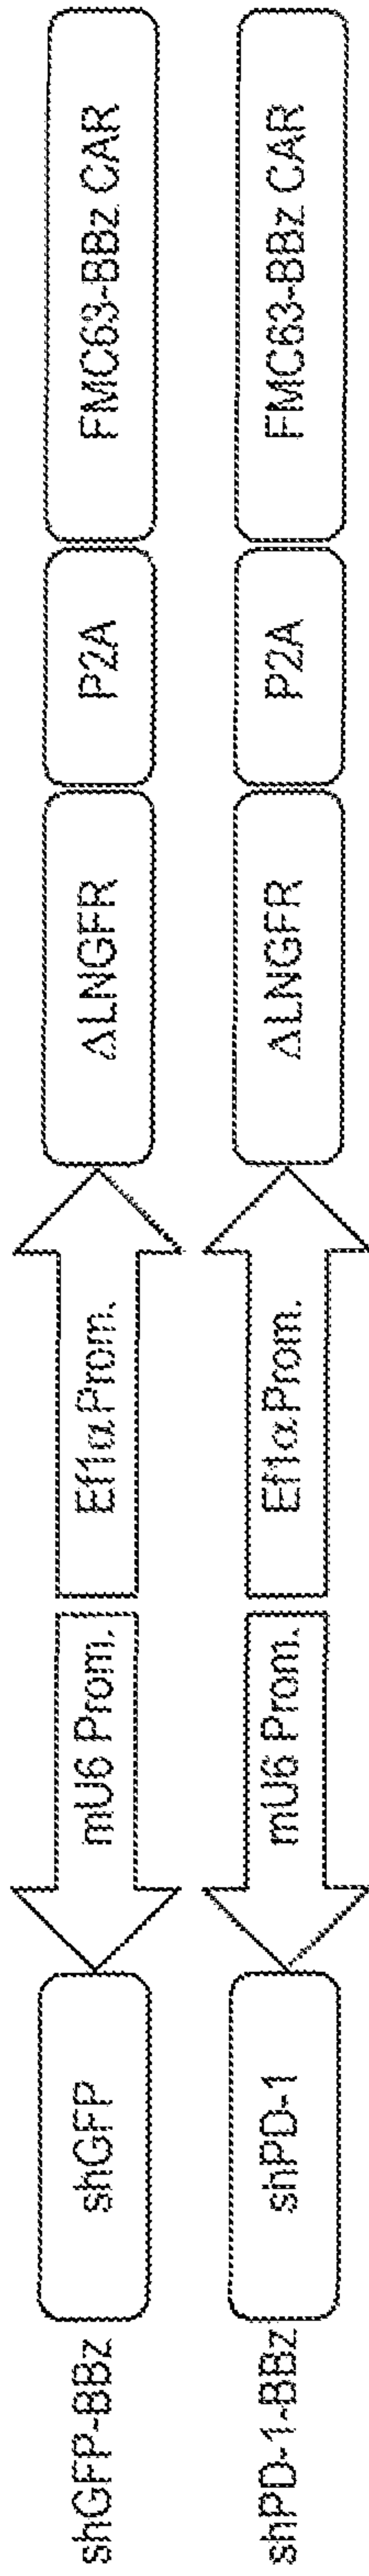 shGFP-BBz shGFP mU6 Prom. Ef1α Prom. ΔLNGFR P2A FMC63-BBz CAR
shPD-1-BBz shPD-1 mU6 Prom. Ef1α Prom. ΔLNGFR P2A FMC63-BBz CAR